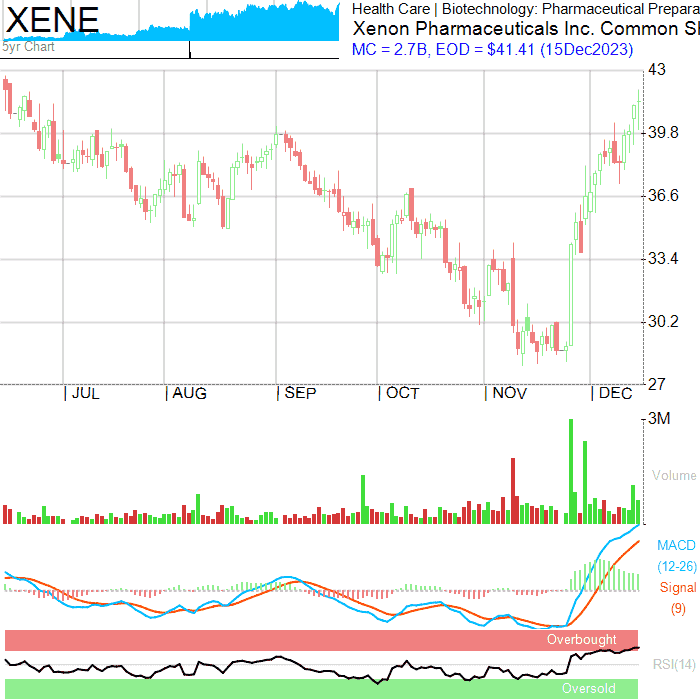 XENE
5yr Chart
Health Care | Biotechnology: Pharmaceutical Prepara
Xenon Pharmaceuticals Inc. Common S
MC = 2.7B, EOD = $41.41 (15Dec2023)
43
39.8
36.6
33.4
30.2
27
| JUL | AUG | SEP | OCT | NOV | DEC
3M
Volume
MACD
(12-26)
Signal
(9)
Overbought
RSI(14)
Oversold